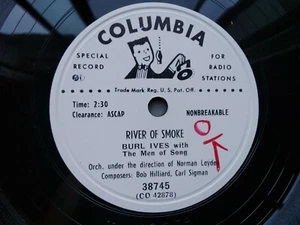 COLUMBIA
SPECIAL RECORD
FOR RADIO STATIONS
Trade Mark Reg. U.S. Pat. Off.
Time: 2:30
Clearance: ASCAP
NONBREAKABLE
OK
RIVER OF SMOKE
BURL IVES with
The Men of Song
Orch. under the direction of Norman Leyden
Composers: Bob Hilliard, Carl Sigman
38745
(CO 42878)